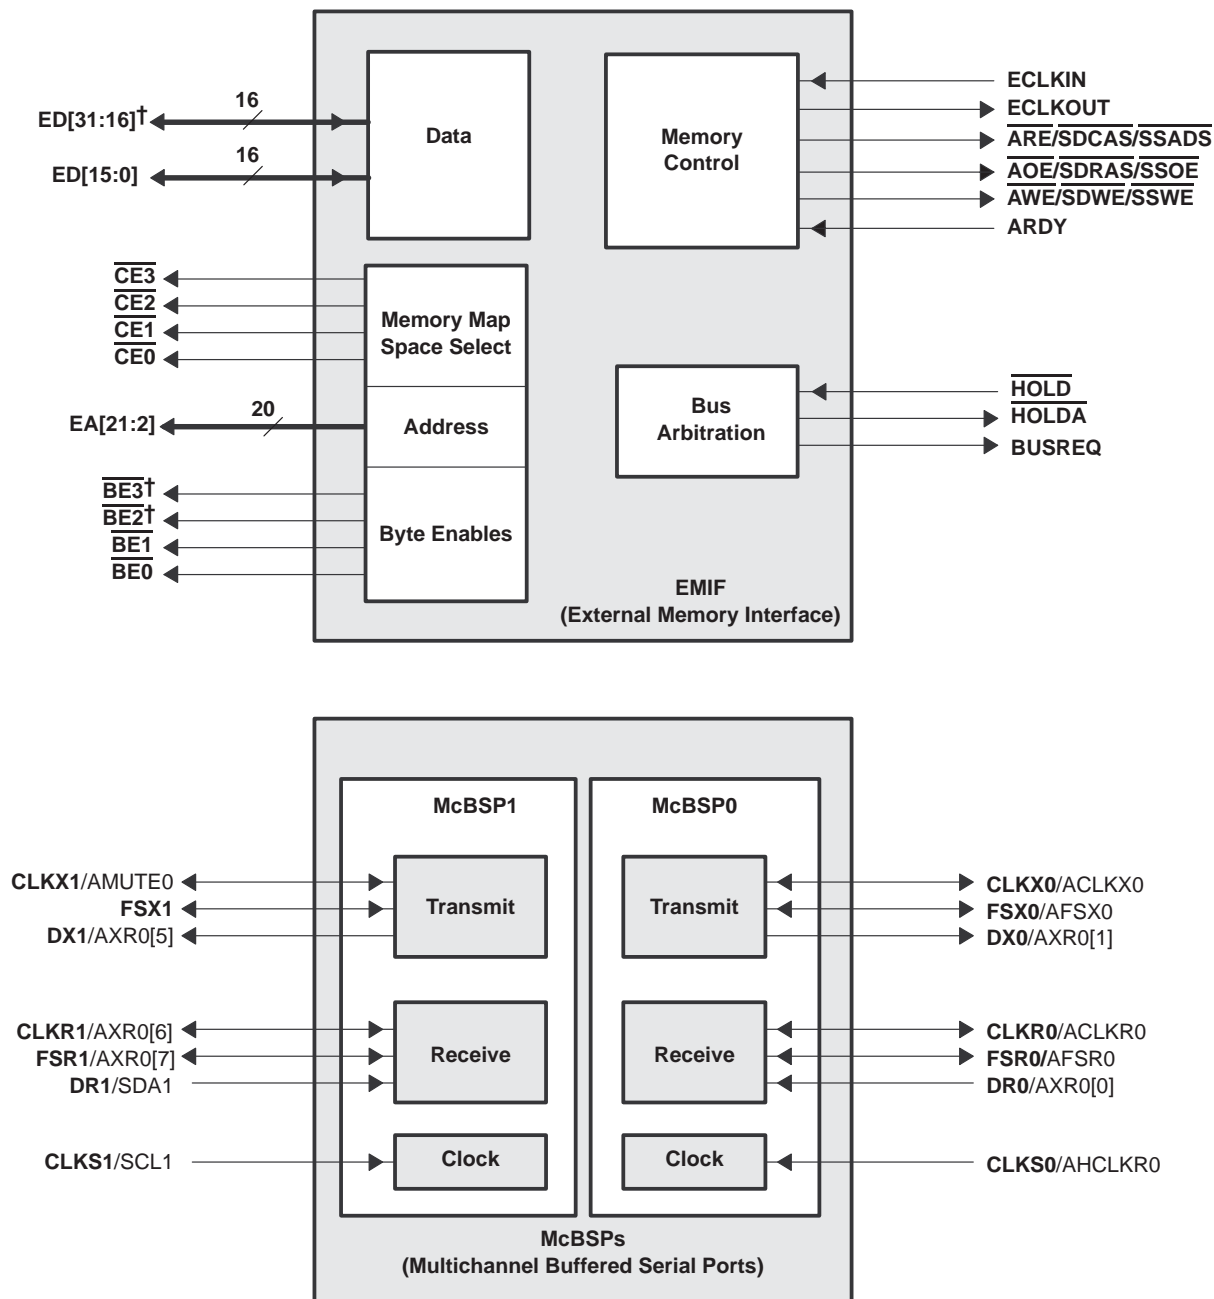 ED[31:16]†
16
ED[15:0]
16
Data
Memory
Control
ECLKIN
ECLKOUT
ARE/SDCAS/SSADS
AOE/SDRAS/SSOE
AWE/SDWE/SSWE
ARDY
CE3
CE2
CE1
CE0
Memory Map
Space Select
EA[21:2]
20
Address
BE3†
BE2†
BE1
BE0
Byte Enables
Bus
Arbitration
HOLD
HOLDA
BUSREQ
EMIF
(External Memory Interface)
McBSP1
McBSP0
CLKX1/AMUTE0
FSX1
DX1/AXR0[5]
Transmit
Transmit
CLKX0/ACLKX0
FSX0/AFSX0
DX0/AXR0[1]
CLKR1/AXR0[6]
FSR1/AXR0[7]
DR1/SDA1
Receive
Receive
CLKR0/ACLKR0
FSR0/AFSR0
DR0/AXR0[0]
CLKS1/SCL1
Clock
Clock
CLKS0/AHCLKR0
McBSPs
(Multichannel Buffered Serial Ports)